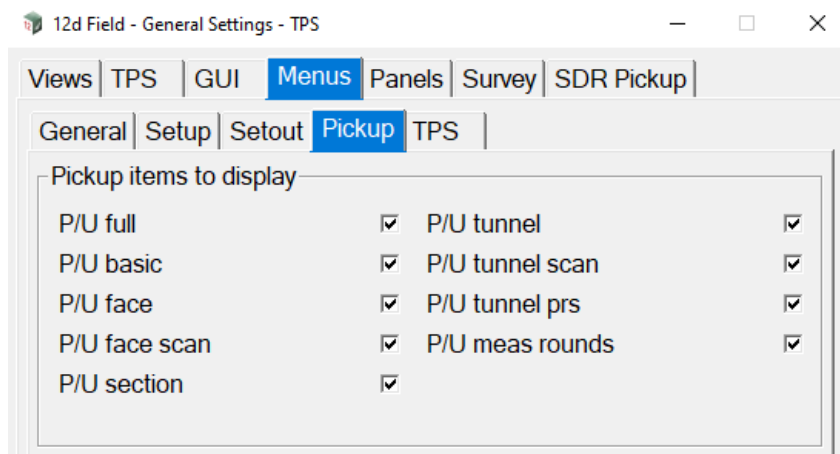 12d Field - General Settings - TPS
Views TPS GUI Menus Panels Survey SDR Pickup
General Setup Setout Pickup TPS
Pickup items to display
P/U full P/U tunnel
P/U basic P/U tunnel scan
P/U face P/U tunnel prs
P/U face scan P/U meas rounds
P/U section